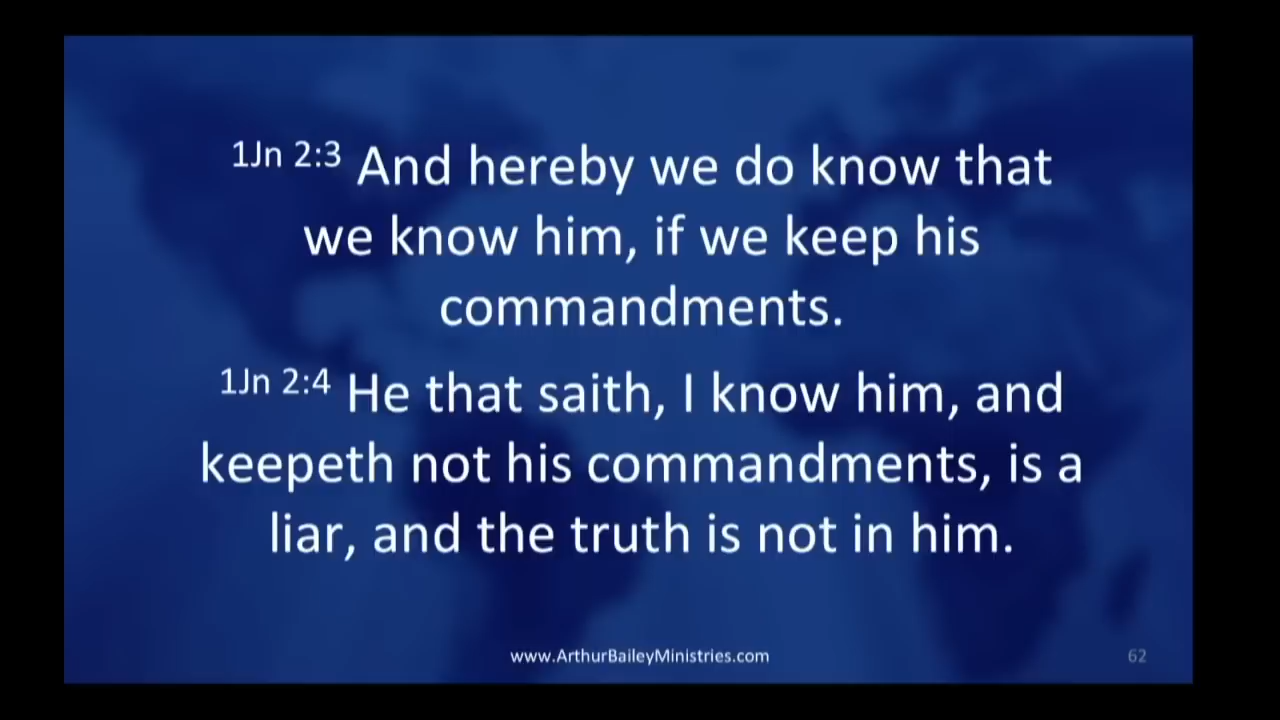 1Jn 2:3 And hereby we do know that
we know him, if we keep his
commandments.
1Jn 2:4 He that saith, I know him, and
keepeth not his commandments, is a
liar, and the truth is not in him.
www.ArthurBaileyMinistries.com
62